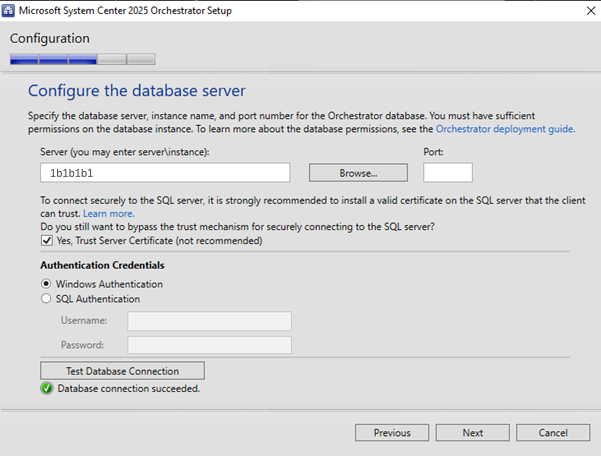 Microsoft System Center 2025 Orchestrator Setup
Configuration
Configure the database server
Specify the database server, instance name, and port number for the Orchestrator database. You must have sufficient
permissions on the database instance. To learn more about the database permissions, see the Orchestrator deployment guide.
Server (you may enter server\instance):
Port:
1b1b1b1
Browse...
To connect securely to the SQL server, it is strongly recommended to install a valid certificate on the SQL server that the client
can trust. Learn more.
Do you still want to bypass the trust mechanism for securely connecting to the SQL server?
Yes, Trust Server Certificate (not recommended)
Authentication Credentials
Windows Authentication
SQL Authentication
Username:
Password:
Test Database Connection
Database connection succeeded.
Previous
Next
Cancel